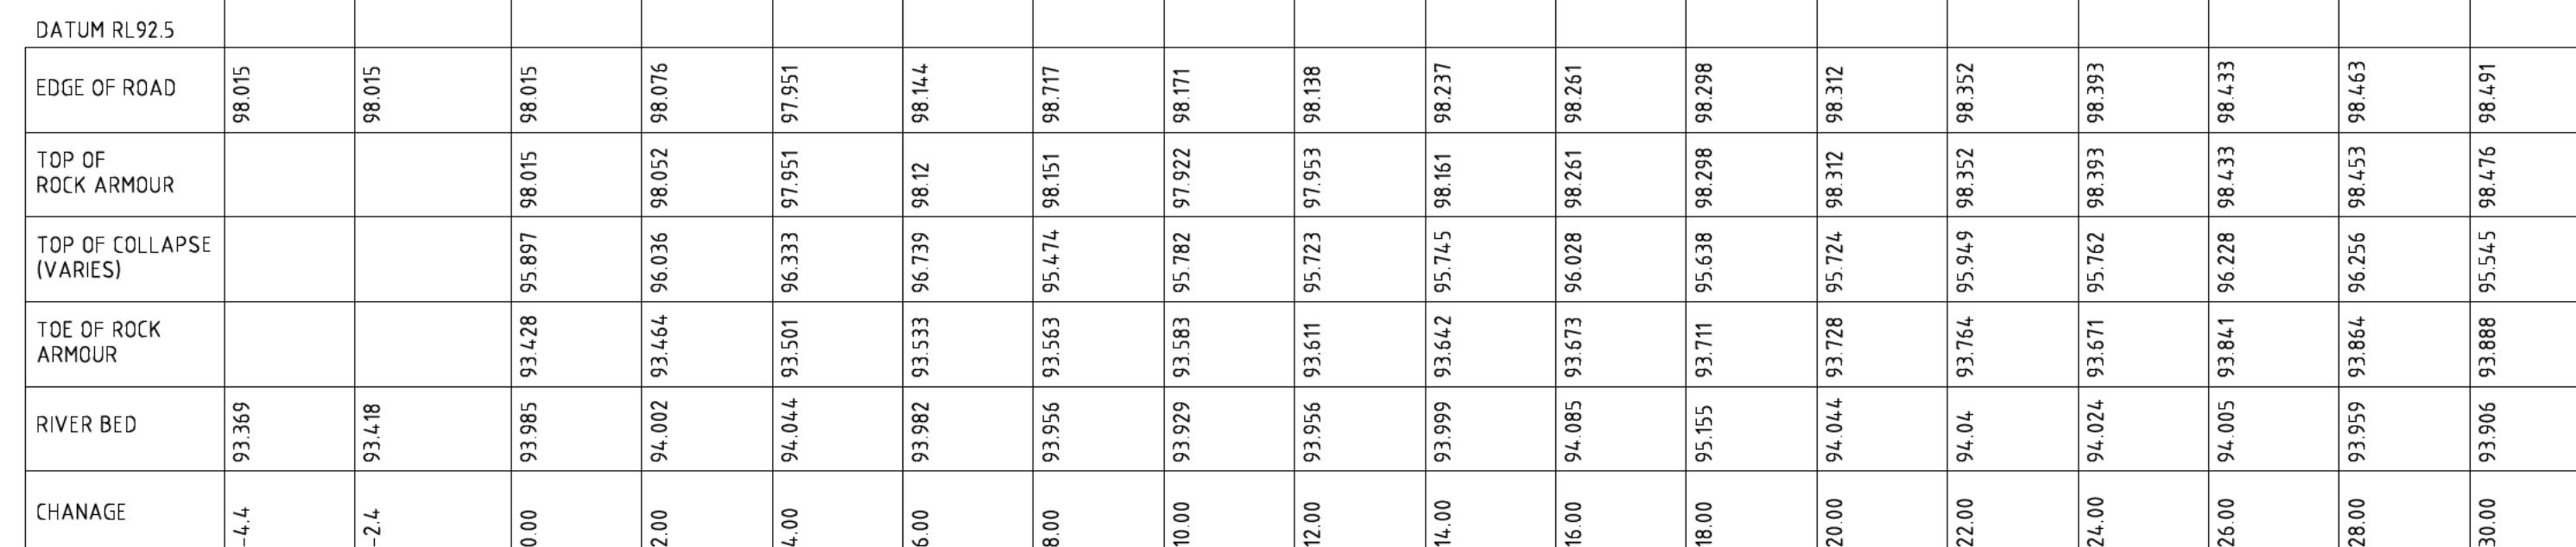 DATUM RL92.5
EDGE OF ROAD 98.015 98.015 98.015 98.076 97.951 98.144 98.717 98.171 98.138 98.237 98.261 98.298 98.312 98.352 98.393 98.433 98.463 98.491
TOP OF
ROCK ARMOUR 98.015 98.052 97.951 98.12 98.151 97.922 97.953 98.161 98.261 98.298 98.312 98.352 98.393 98.433 98.453 98.476
TOP OF COLLAPSE
(VARIES) 95.897 96.036 96.333 96.739 95.474 95.782 95.723 95.745 96.028 95.638 95.724 95.949 95.762 96.228 96.256 95.545
TOE OF ROCK
ARMOUR 93.428 93.464 93.501 93.533 93.563 93.583 93.611 93.642 93.673 93.711 93.728 93.764 93.671 93.841 93.864 93.888
RIVER BED 93.369 93.418 93.985 94.002 94.044 93.982 93.956 93.929 93.956 93.999 94.085 95.155 94.044 94.04 94.024 94.005 93.959 93.906
CHANAGE -4.4 -2.4 0.00 2.00 4.00 6.00 8.00 10.00 12.00 14.00 16.00 18.00 20.00 22.00 24.00 26.00 28.00 30.00